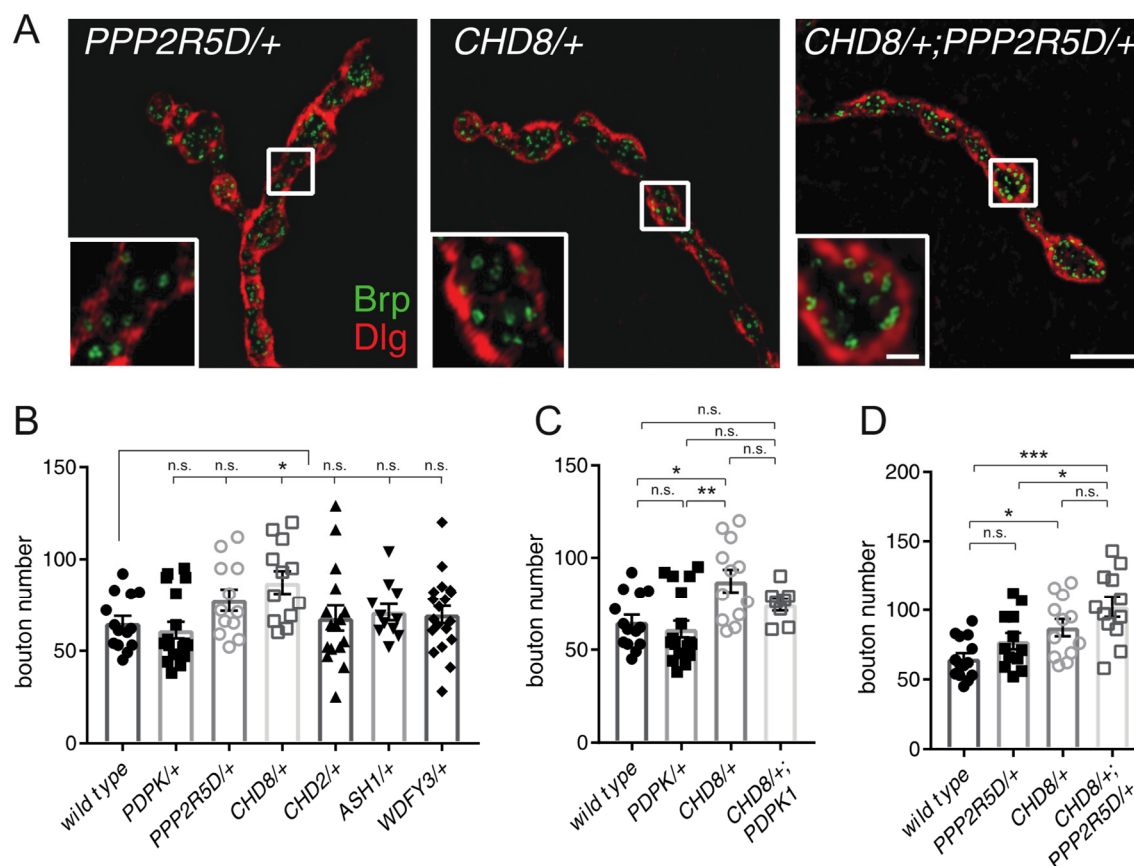 A
PPP2R5D/+
CHD8/+
CHD8/+;PPP2R5D/+
Brp
Dlg
B
n.s. n.s. * n.s. n.s. n.s.
150
100
50
0
bouton number
wild type
PDPK/+
PPP2R5D/+
CHD8/+
CHD2/+
ASH1/+
WDFY3/+
C
n.s.
n.s.
n.s.
*
n.s. **
150
100
50
0
bouton number
wild type
PDPK/+
CHD8/+
CHD8/+;
PDPK1
D
***
*
n.s.
*
n.s.
200
150
100
50
0
bouton number
wild type
PPP2R5D/+
CHD8/+
CHD8/+;
PPP2R5D/+